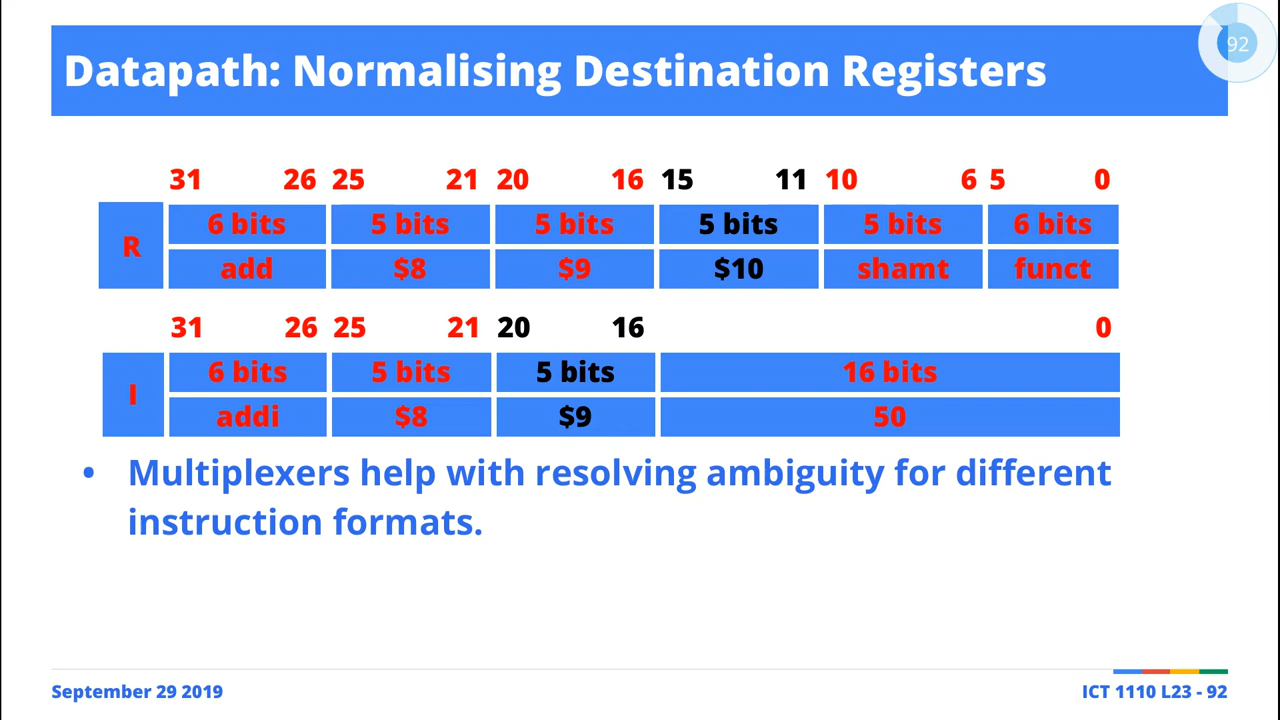 92
Datapath: Normalising Destination Registers
31 26 25 21 20 16 15 11 10 6 5 0
R
6 bits 5 bits 5 bits 5 bits 5 bits 6 bits
add $8 $9 $10 shamt funct
31 26 25 21 20 16 0
I
6 bits 5 bits 5 bits 16 bits
addi $8 $9 50
• Multiplexers help with resolving ambiguity for different
instruction formats.
September 29 2019
ICT 1110 L23 - 92